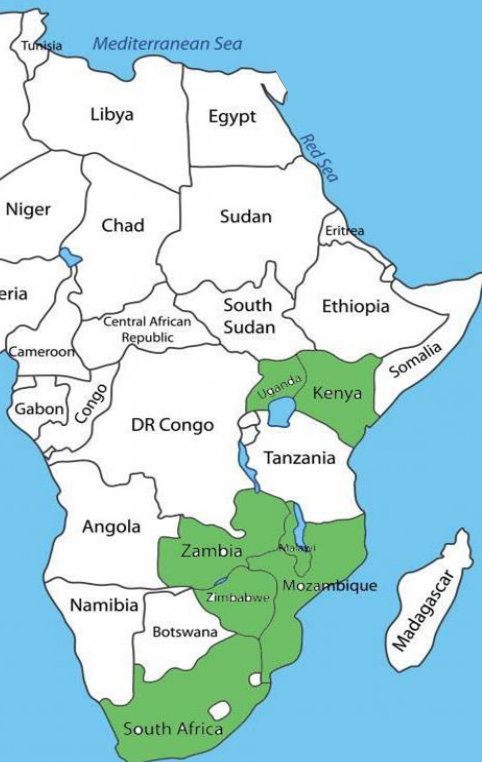 Tunisia
Mediterranean Sea
Libya
Egypt
Red Sea
Niger
Chad
Sudan
Eritrea
eria
Central African
Republic
South
Sudan
Ethiopia
Cameroon
Somalia
Uganda
Kenya
Gabon
Congo
DR Congo
Tanzania
Angola
Zambia
Malawi
Mozambique
Zimbabwe
Namibia
Botswana
Madagascar
South Africa